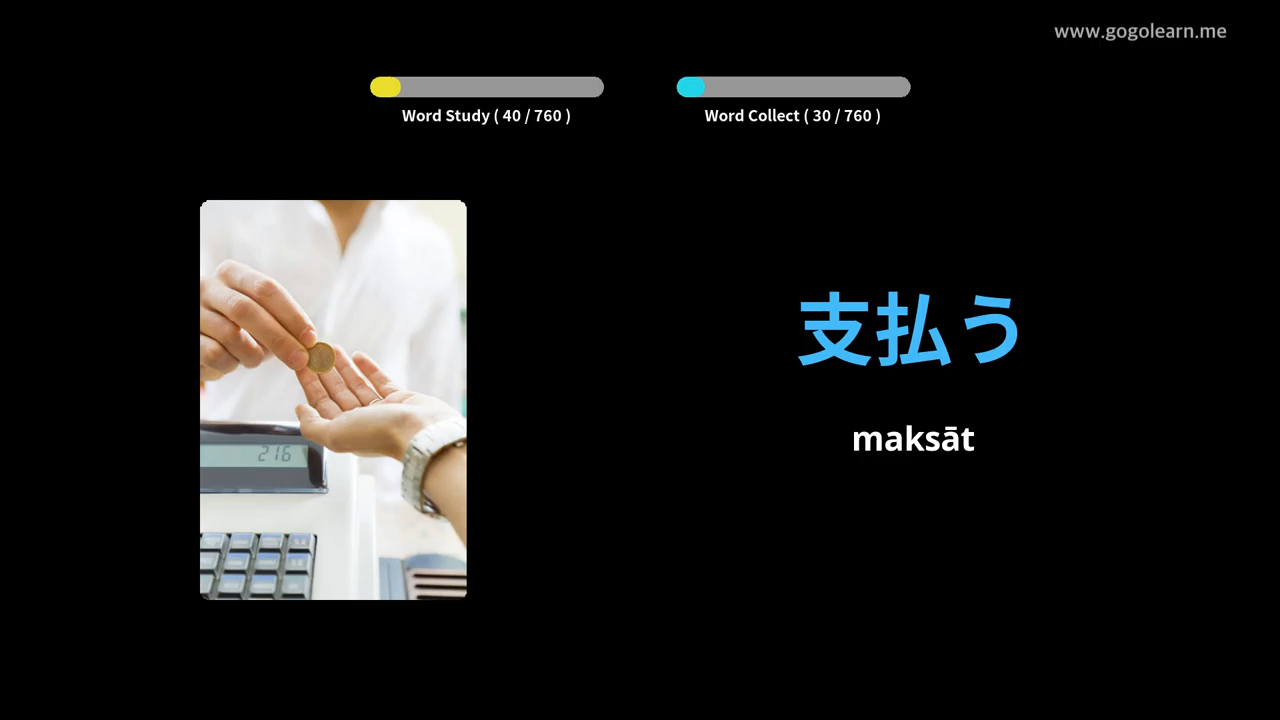 www.gogolearn.me
Word Study ( 40 / 760 )
Word Collect ( 30 / 760 )
支払う
maksāt
216